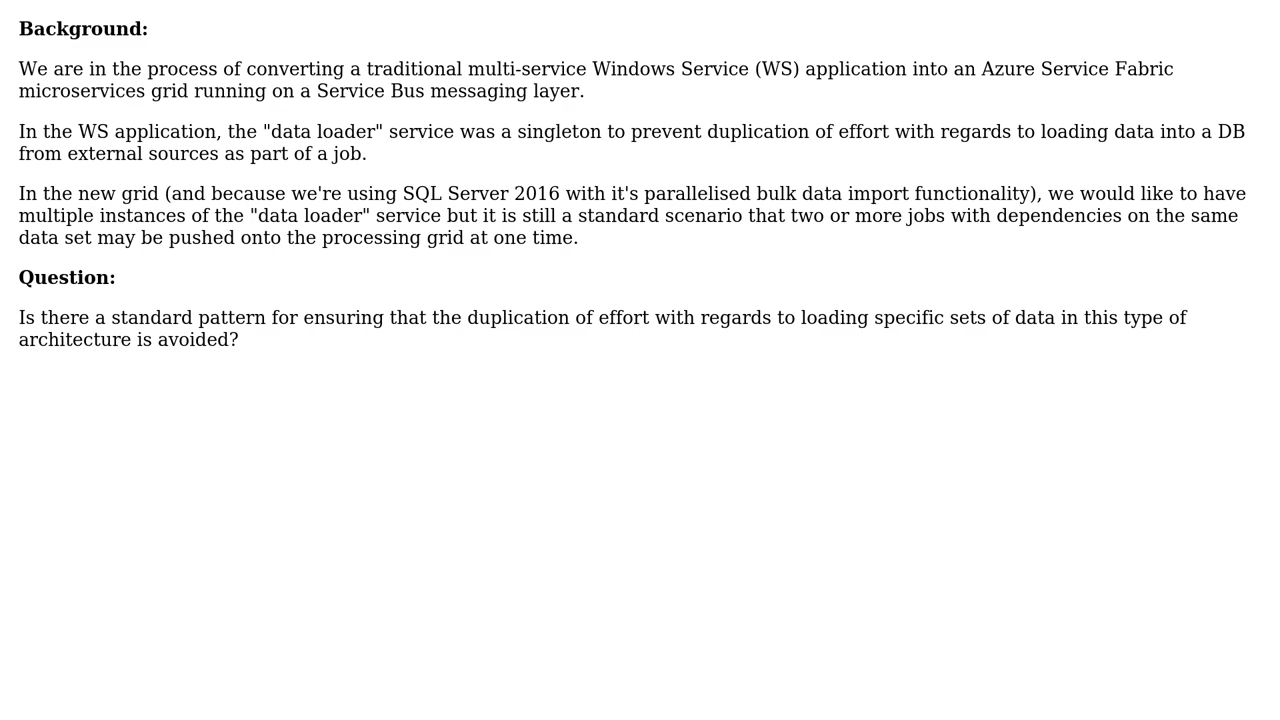 Background:
We are in the process of converting a traditional multi-service Windows Service (WS) application into an Azure Service Fabric
microservices grid running on a Service Bus messaging layer.
In the WS application, the "data loader" service was a singleton to prevent duplication of effort with regards to loading data into a DB
from external sources as part of a job.
In the new grid (and because we're using SQL Server 2016 with it's parallelised bulk data import functionality), we would like to have
multiple instances of the "data loader" service but it is still a standard scenario that two or more jobs with dependencies on the same
data set may be pushed onto the processing grid at one time.
Question:
Is there a standard pattern for ensuring that the duplication of effort with regards to loading specific sets of data in this type of
architecture is avoided?